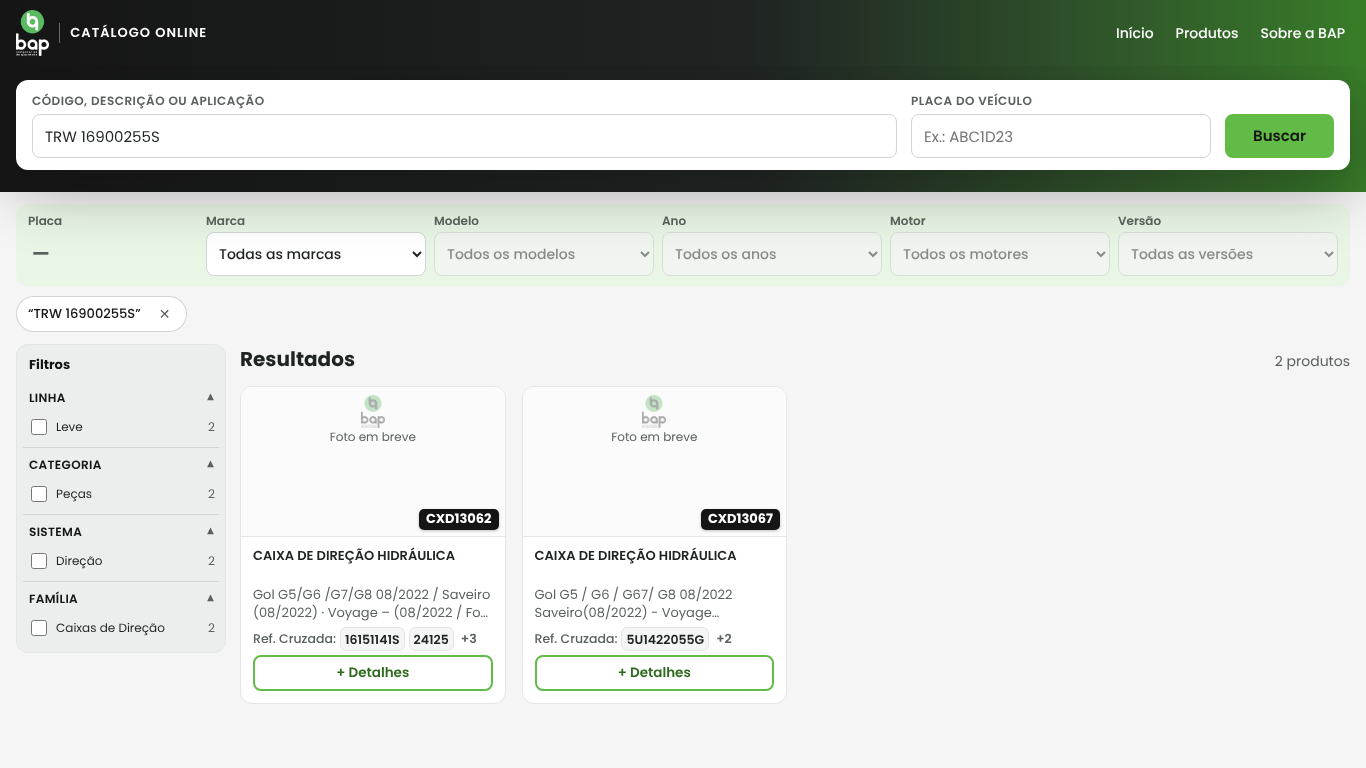 bap
CATÁLOGO ONLINE
Início
Produtos
Sobre a BAP
CÓDIGO, DESCRIÇÃO OU APLICAÇÃO
TRW 16900255S
PLACA DO VEÍCULO
Ex.: ABC1D23
Buscar
Placa
Marca
Modelo
Ano
Motor
Versão
—
Todas as marcas
Todos os modelos
Todos os anos
Todos os motores
Todas as versões
“TRW 16900255S” ×
Filtros
LINHA
Leve 2
CATEGORIA
Peças 2
SISTEMA
Direção 2
FAMÍLIA
Caixas de Direção 2
Resultados
2 produtos
bap
Foto em breve
CXD13062
CAIXA DE DIREÇÃO HIDRÁULICA
Gol G5/G6 /G7/G8 08/2022 / Saveiro
(08/2022) · Voyage – (08/2022 / Fo...
Ref. Cruzada: 16151141S 24125 +3
+ Detalhes
bap
Foto em breve
CXD13067
CAIXA DE DIREÇÃO HIDRÁULICA
Gol G5 / G6 / G67/ G8 08/2022
Saveiro(08/2022) - Voyage...
Ref. Cruzada: 5U1422055G +2
+ Detalhes